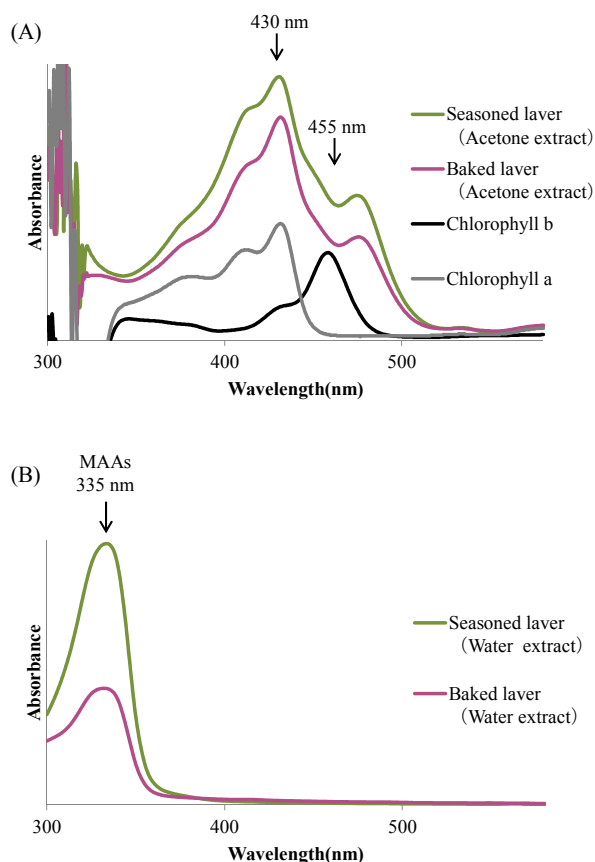 (A)
430 nm
455 nm
Absorbance
Seasoned laver
（Acetone extract）
Baked laver
（Acetone extract）
Chlorophyll b
Chlorophyll a
300
400
500
Wavelength(nm)
(B)
MAAs
335 nm
Absorbance
Seasoned laver
（Water extract）
Baked laver
（Water extract）
300
400
500
Wavelength(nm)